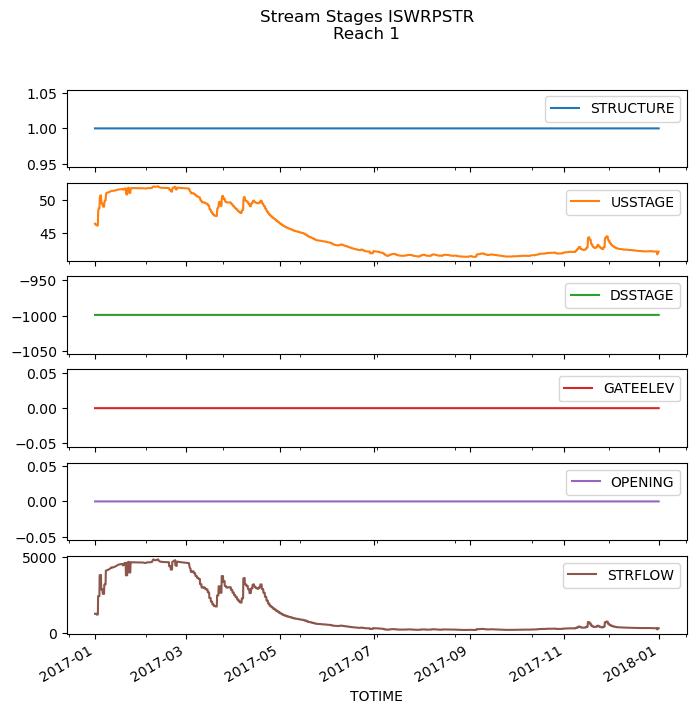 Stream Stages ISWRPSTR
Reach 1
1.05
1.00
0.95
STRUCTURE
50
45
USSTAGE
−950
−1000
−1050
DSSTAGE
0.05
0.00
−0.05
GATEELEV
0.05
0.00
−0.05
OPENING
5000
0
STRFLOW
2017-01
2017-03
2017-05
2017-07
2017-09
2017-11
2018-01
TOTIME